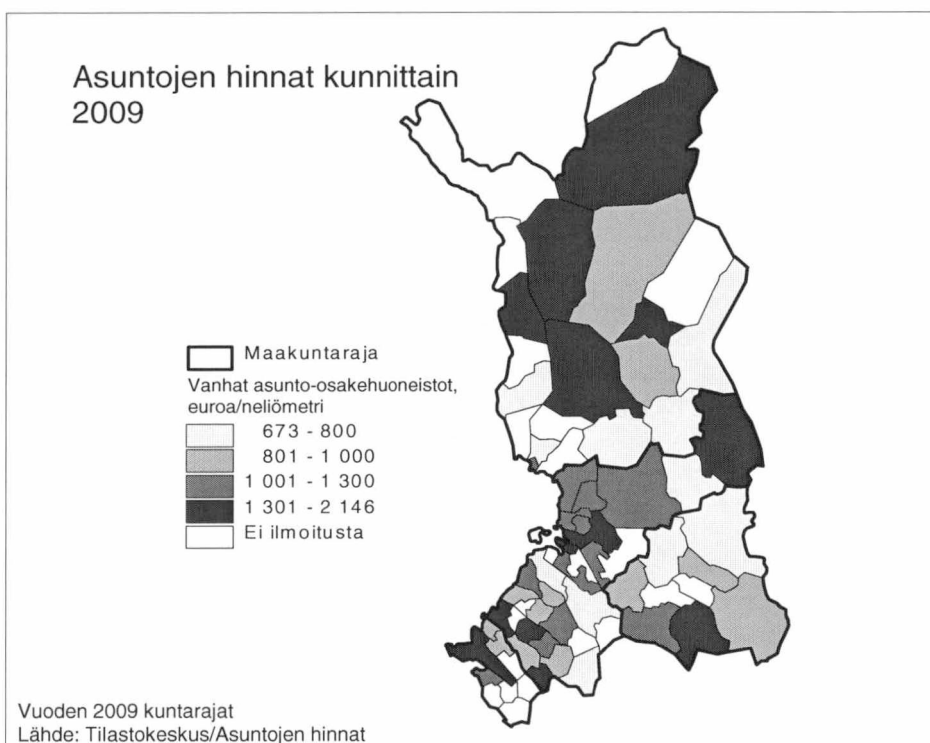 Asuntojen hinnat kunnittain
2009
Maakuntaraja
Vanhat asunto-osakehuoneistot,
euroa/neliömetri
673 - 800
801 - 1 000
1 001 - 1 300
1 301 - 2 146
Ei ilmoitusta
Vuoden 2009 kuntarajat
Lähde: Tilastokeskus/Asuntojen hinnat